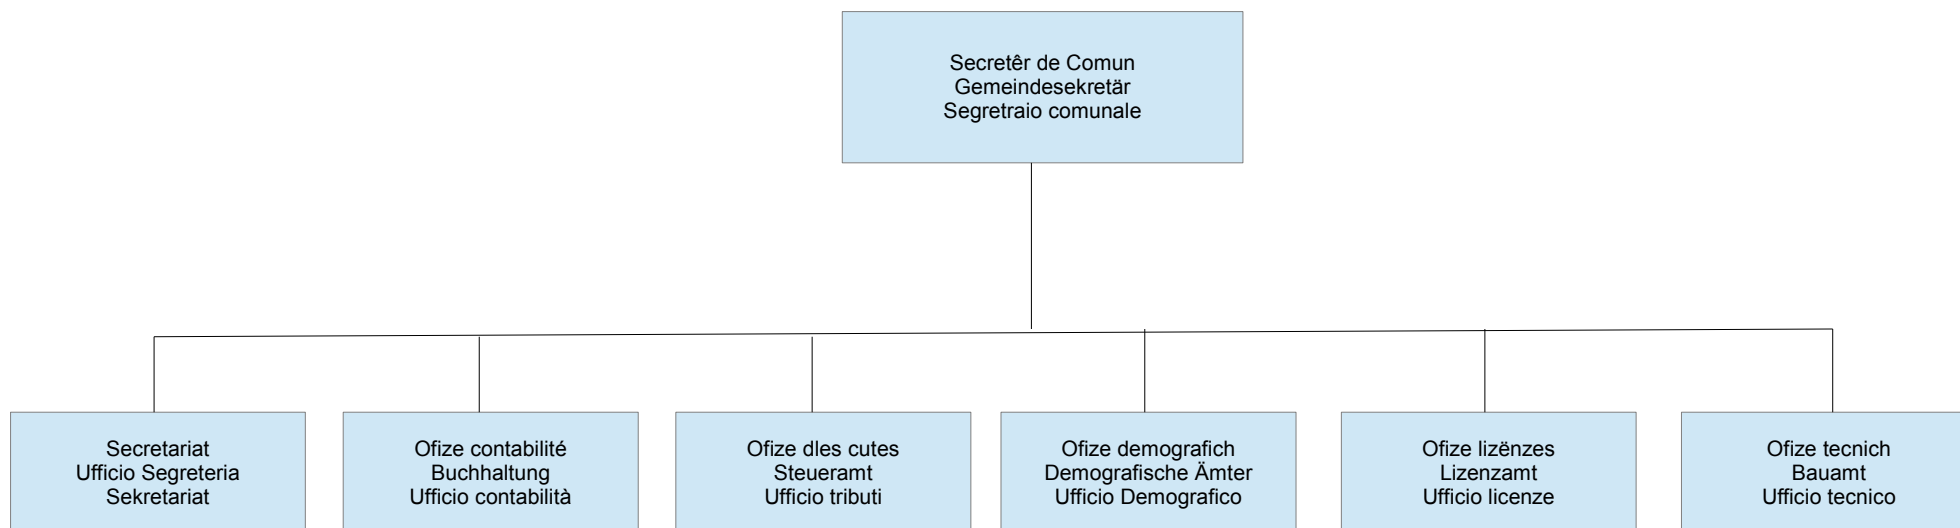 Secretêr de Comun
Gemeindesekretär
Segretraio comunale
Secretariat
Ufficio Segreteria
Sekretariat
Ofize contabilité
Buchhaltung
Ufficio contabilità
Ofize dles cutes
Steueramt
Ufficio tributi
Ofize demografich
Demografische Ämter
Ufficio Demografico
Ofize lizënzes
Lizenzamt
Ufficio licenze
Ofize tecnich
Bauamt
Ufficio tecnico